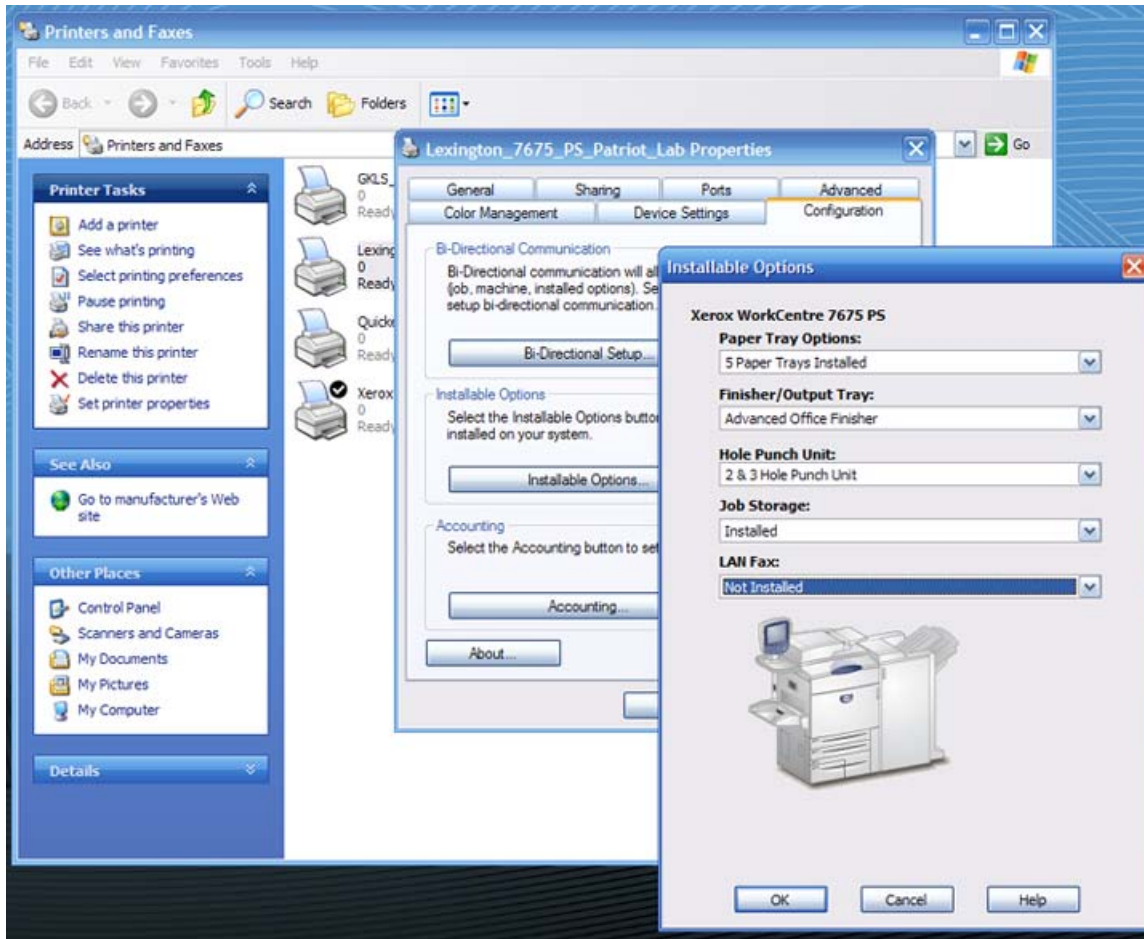 Printers and Faxes
File Edit View Favorites Tools Help
Back Search Folders
Address Printers and Faxes Go
Printer Tasks
Add a printer
See what's printing
Select printing preferences
Pause printing
Share this printer
Rename this printer
Delete this printer
Set printer properties
See Also
Go to manufacturer's Web
site
Other Places
Control Panel
Scanners and Cameras
My Documents
My Pictures
My Computer
Details
GKLS_
0
Ready
Lexing
0
Ready
Quicke
0
Ready
Xerox
0
Ready
Lexington_7675_PS_Patriot_Lab Properties
General Sharing Ports Advanced
Color Management Device Settings Configuration
Bi-Directional Communication
Bi-Directional communication will all
(job, machine, installed options). Se
setup bi-directional communication.
Bi-Directional Setup...
Installable Options
Select the Installable Options button
installed on your system.
Installable Options...
Accounting
Select the Accounting button to set
Accounting...
About...
Installable Options
Xerox WorkCentre 7675 PS
Paper Tray Options:
5 Paper Trays Installed
Finisher/Output Tray:
Advanced Office Finisher
Hole Punch Unit:
2 & 3 Hole Punch Unit
Job Storage:
Installed
LAN Fax:
Not Installed
OK Cancel Help